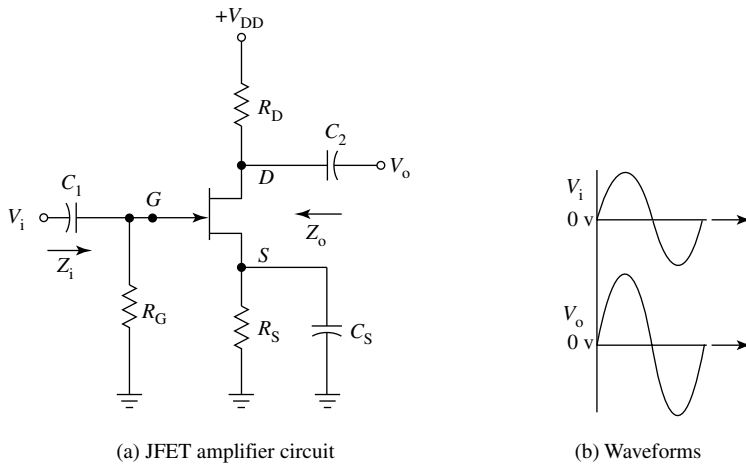 +V_DD
R_D
C_2
V_o
D
C_1
G
V_i
Z_i
Z_o
S
R_G
R_S
C_S
V_i
0 v
V_o
0 v
(a) JFET amplifier circuit
(b) Waveforms